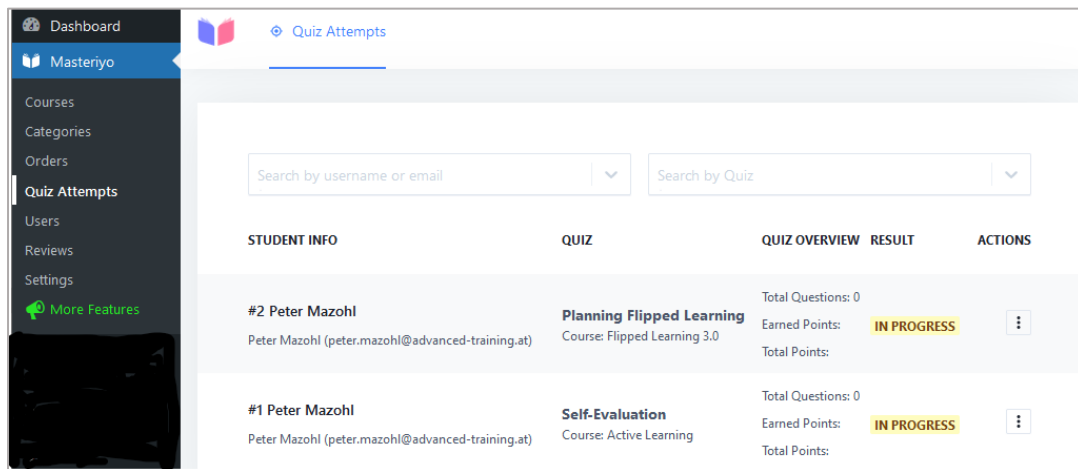 Dashboard
Masteriyo
Courses
Categories
Orders
Quiz Attempts
Users
Reviews
Settings
More Features
Quiz Attempts
Search by username or email
Search by Quiz
STUDENT INFO QUIZ QUIZ OVERVIEW RESULT ACTIONS
#2 Peter Mazohl
Peter Mazohl (peter.mazohl@advanced-training.at)
Planning Flipped Learning
Course: Flipped Learning 3.0
Total Questions: 0
Earned Points:
Total Points:
IN PROGRESS
#1 Peter Mazohl
Peter Mazohl (peter.mazohl@advanced-training.at)
Self-Evaluation
Course: Active Learning
Total Questions: 0
Earned Points:
Total Points:
IN PROGRESS